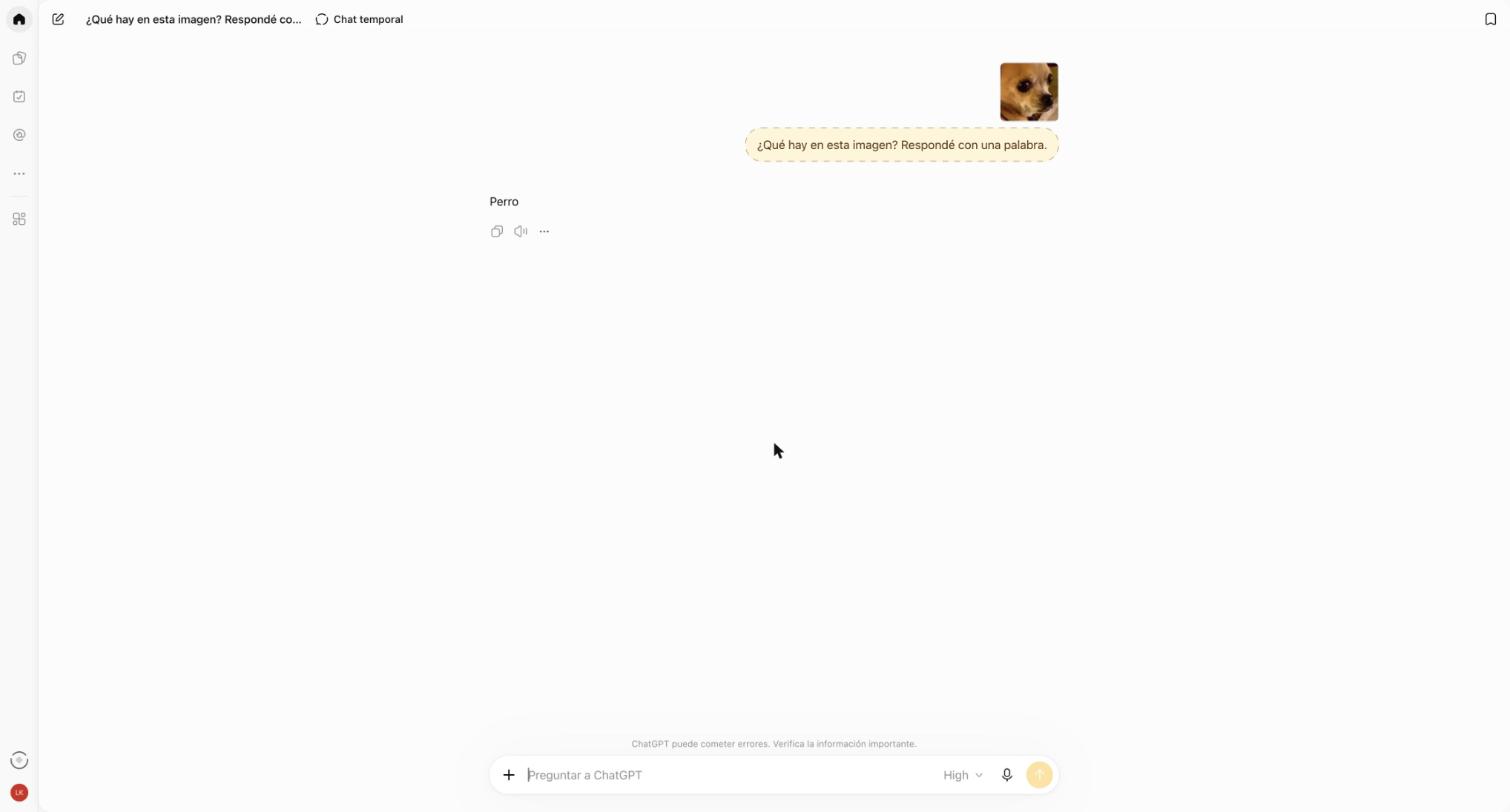 ¿Qué hay en esta imagen? Respondé co...
Chat temporal
¿Qué hay en esta imagen? Respondé con una palabra.
Perro
ChatGPT puede cometer errores. Verifica la información importante.
Preguntar a ChatGPT
High
LK